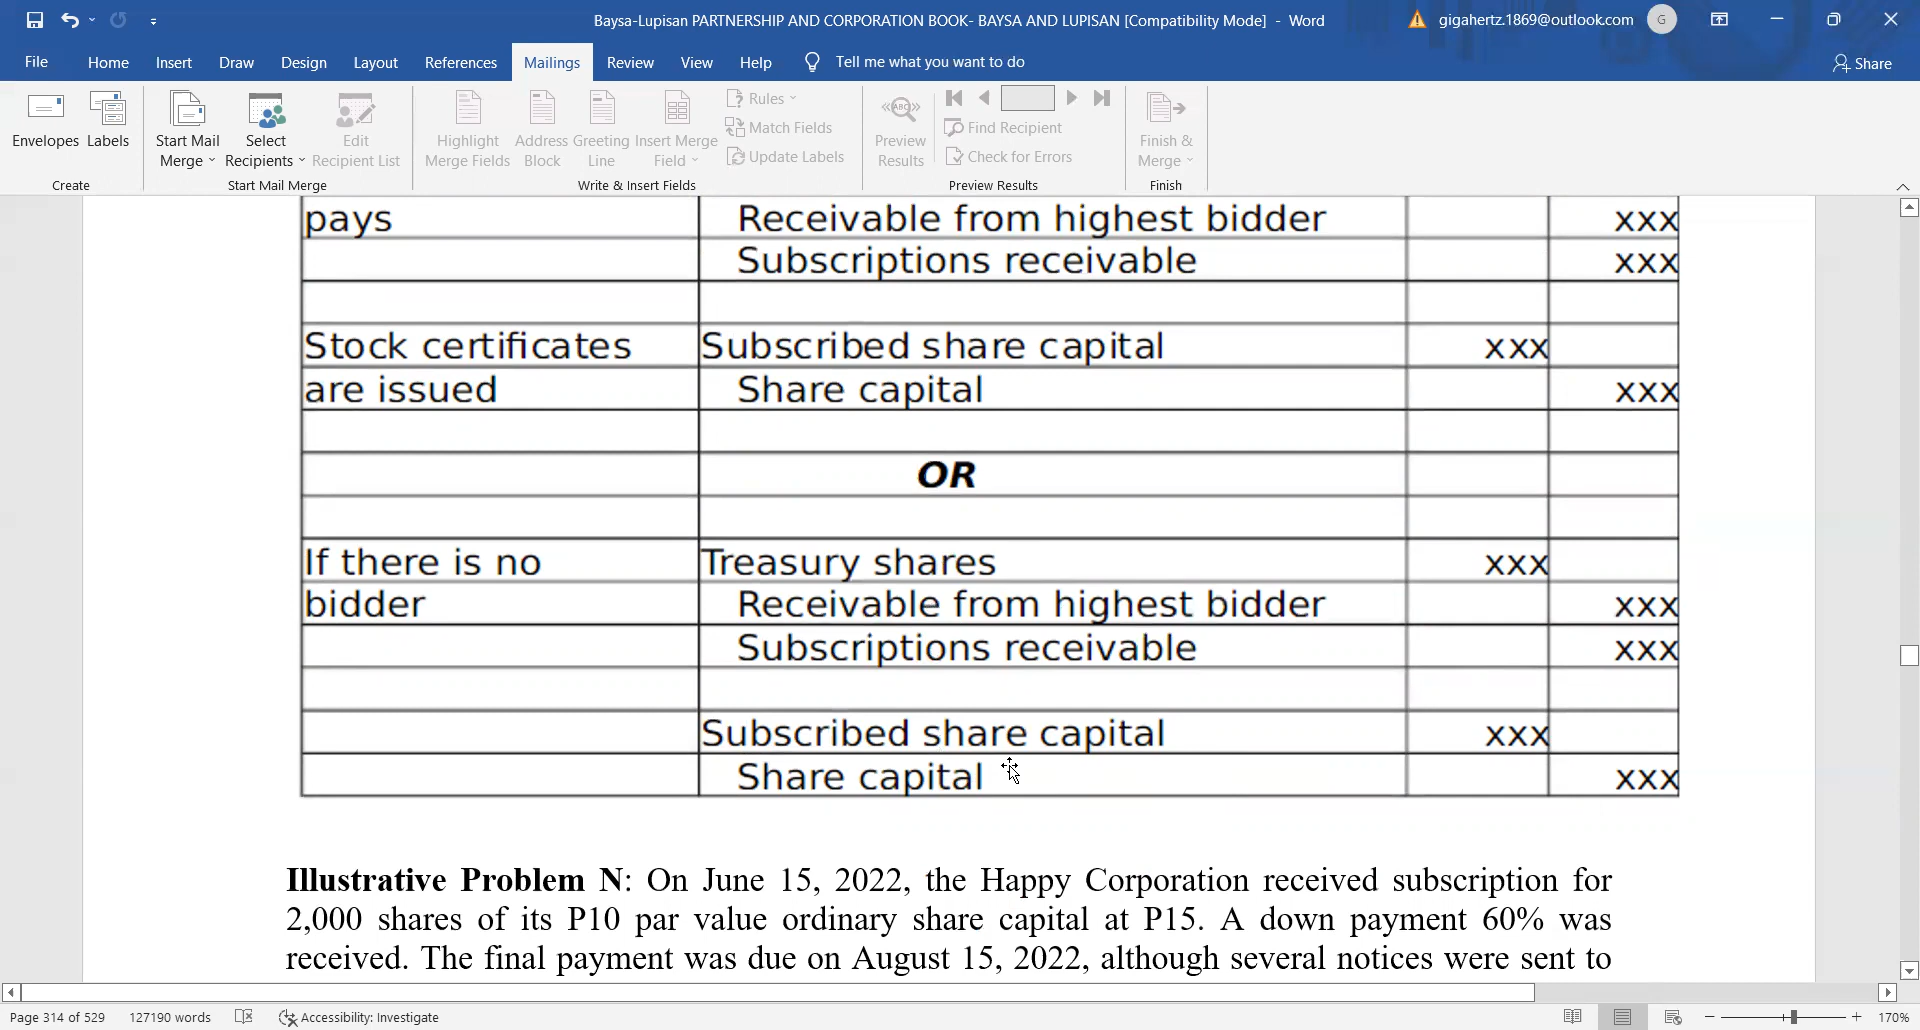 Baysa-Lupisan PARTNERSHIP AND CORPORATION BOOK- BAYSA AND LUPISAN [Compatibility Mode] - Word
gigahertz.1869@outlook.com
G
File Home Insert Draw Design Layout References Mailings Review View Help Tell me what you want to do
Share
Envelopes Labels
Start Mail Merge
Select Recipients
Edit Recipient List
Highlight Merge Fields
Address Block
Greeting Line
Insert Merge Field
Rules
Match Fields
Update Labels
ABC
Preview Results
Find Recipient
Check for Errors
Finish & Merge
Create Start Mail Merge Write & Insert Fields Preview Results Finish
pays Receivable from highest bidder xxx
Subscriptions receivable xxx
Stock certificates Subscribed share capital xxx
are issued Share capital xxx
OR
If there is no Treasury shares xxx
bidder Receivable from highest bidder xxx
Subscriptions receivable xxx
Subscribed share capital xxx
Share capital xxx
Illustrative Problem N: On June 15, 2022, the Happy Corporation received subscription for
2,000 shares of its P10 par value ordinary share capital at P15. A down payment 60% was
received. The final payment was due on August 15, 2022, although several notices were sent to
Page 314 of 529 127190 words Accessibility: Investigate 170%